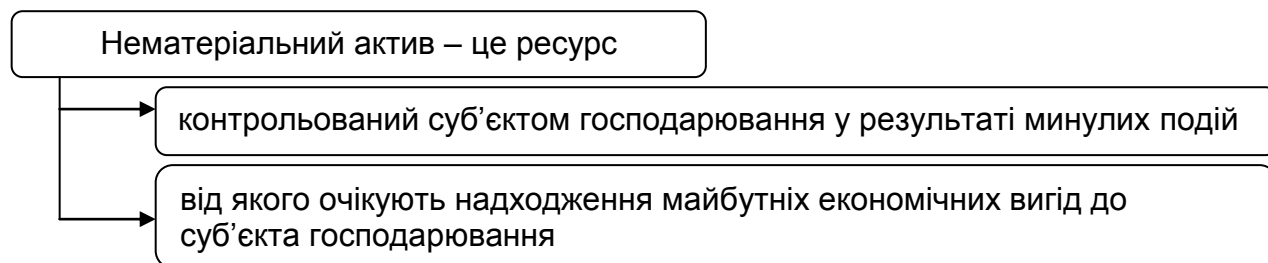 Нематеріальний актив – це ресурс
контрольований суб’єктом господарювання у результаті минулих подій
від якого очікують надходження майбутніх економічних вигід до
суб’єкта господарювання